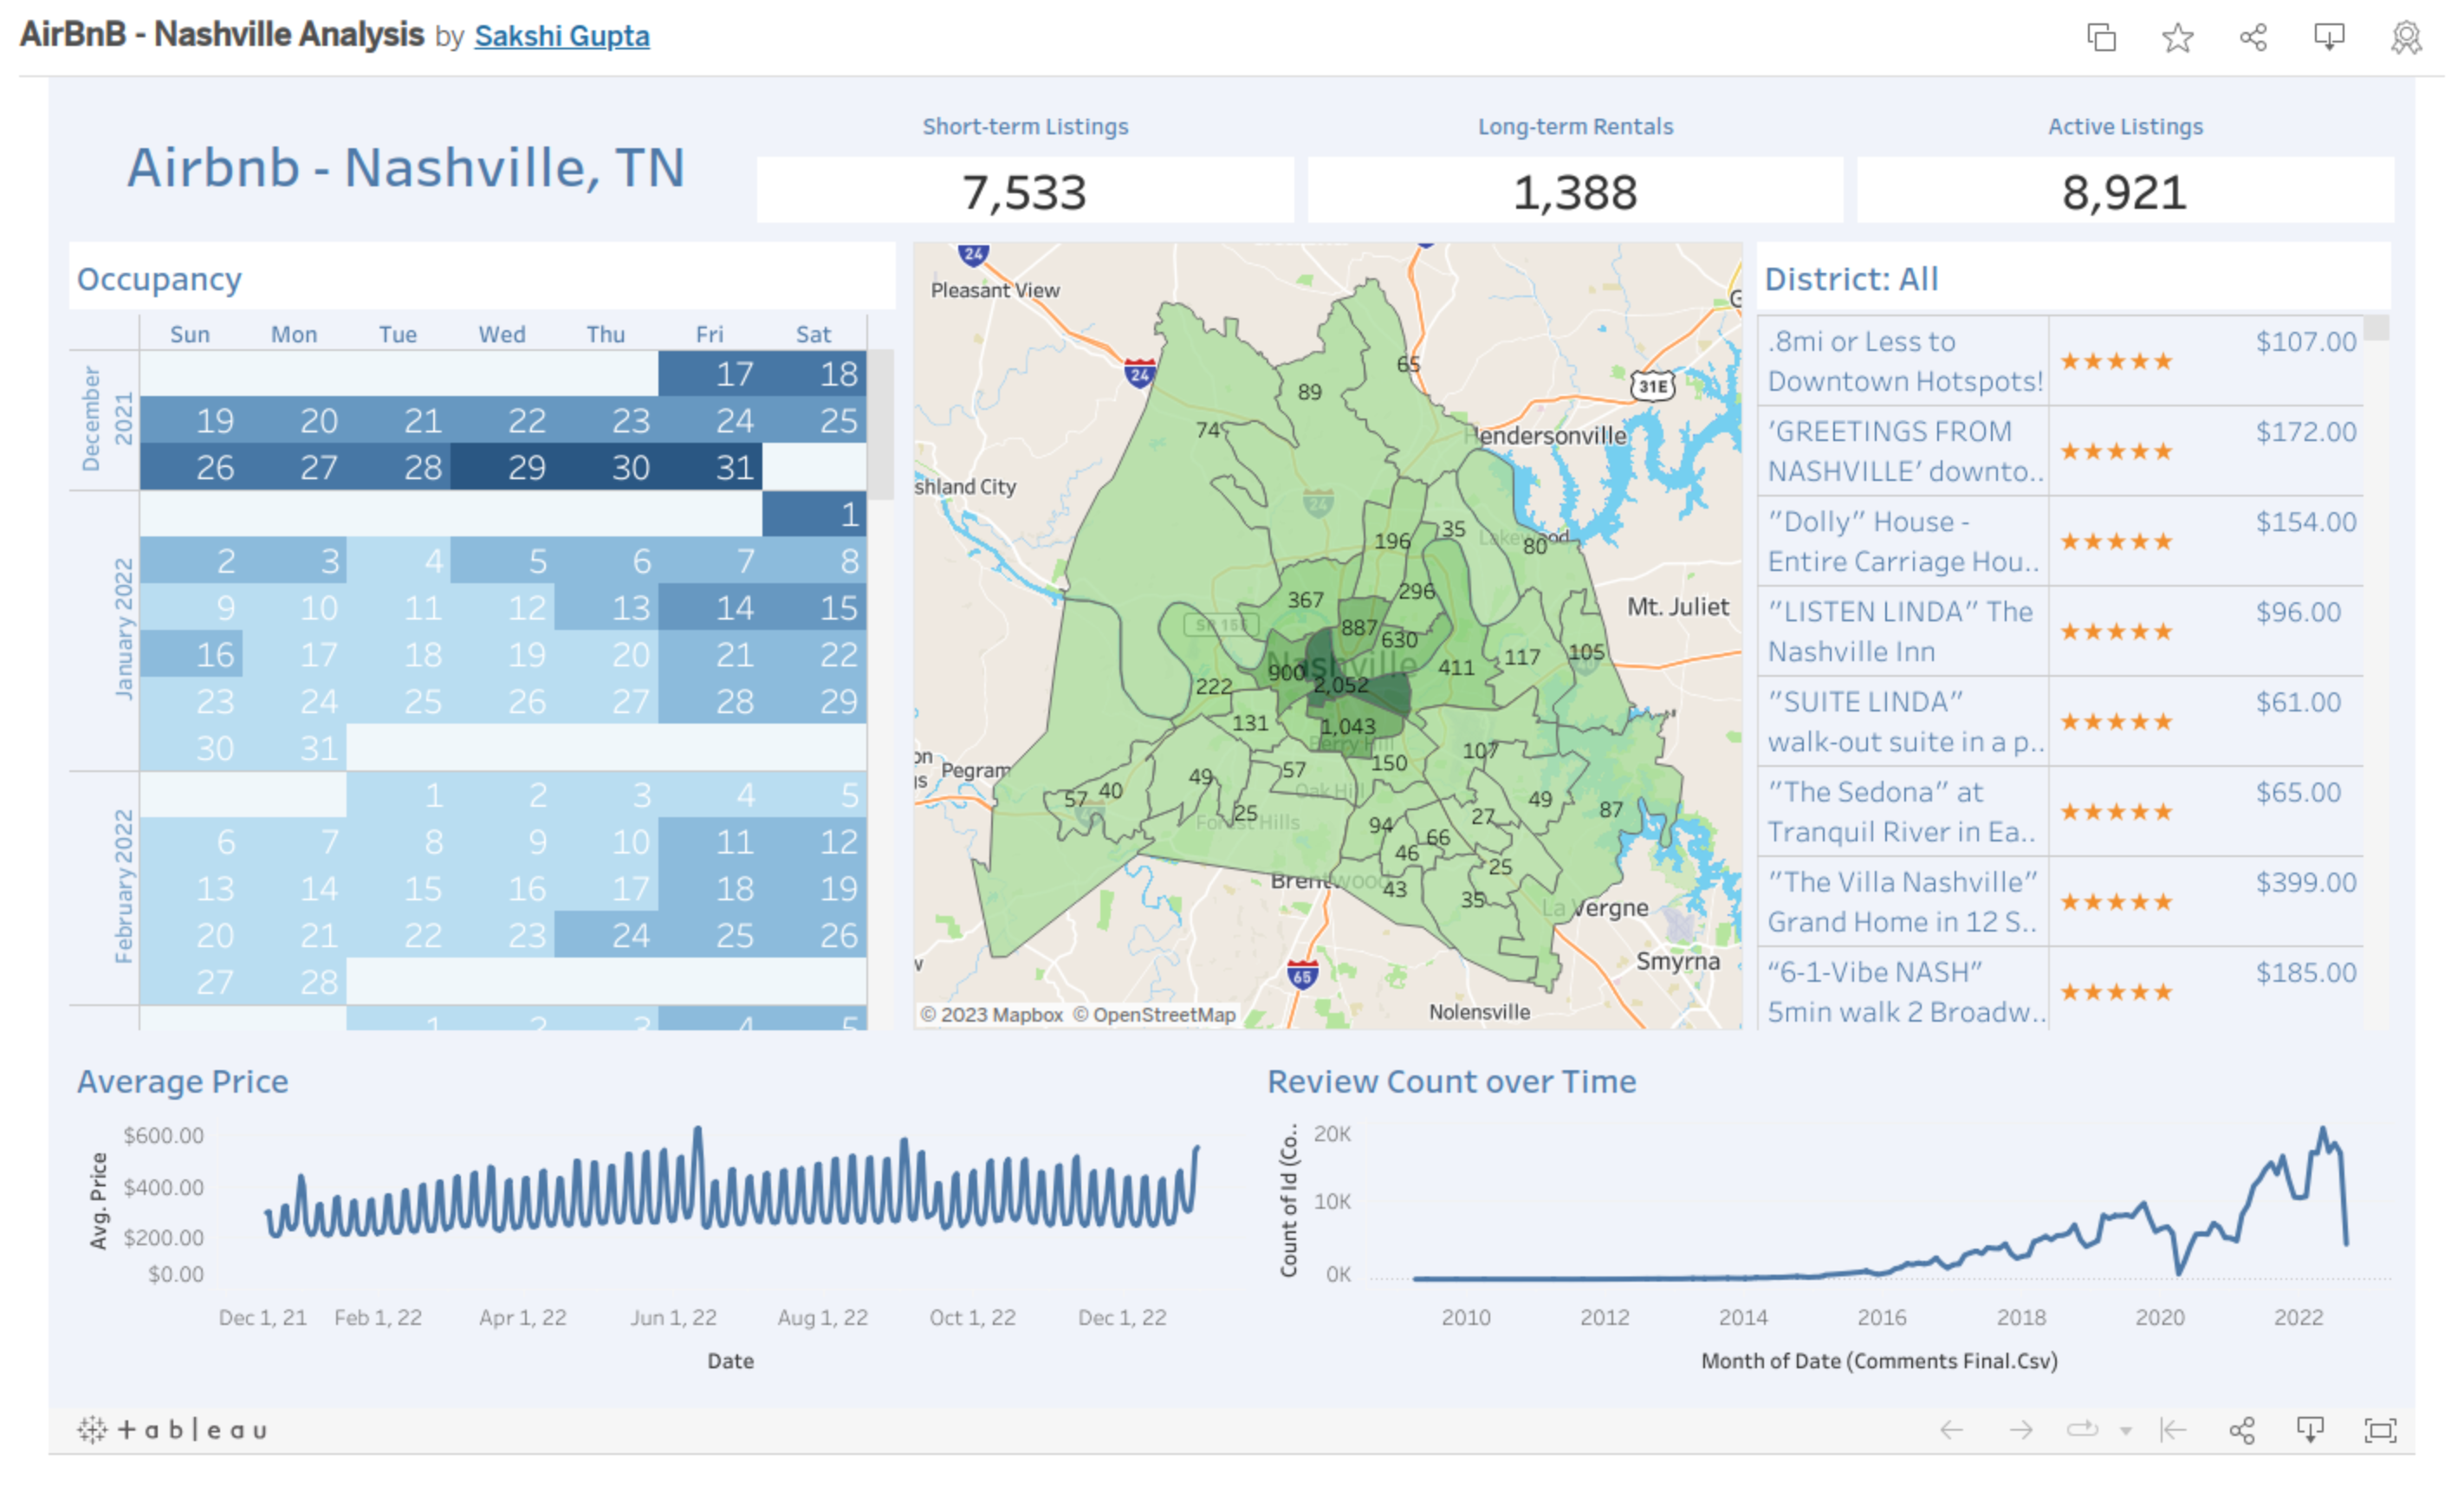 AirBnB - Nashville Analysis by Sakshi Gupta
Airbnb - Nashville, TN
Short-term Listings
7,533
Long-term Rentals
1,388
Active Listings
8,921
Occupancy
Sun Mon Tue Wed Thu Fri Sat
December 2021
17 18
19 20 21 22 23 24 25
26 27 28 29 30 31
January 2022
1
2 3 4 5 6 7 8
9 10 11 12 13 14 15
16 17 18 19 20 21 22
23 24 25 26 27 28 29
30 31
February 2022
1 2 3 4 5
6 7 8 9 10 11 12
13 14 15 16 17 18 19
20 21 22 23 24 25 26
27 28
1 2 3 4 5
24
Pleasant View
65
24
89
31E
74
Hendersonville
shland City
24
196
35
Lakewood
80
296
367
Mt. Juliet
SR 155
887
630
105
117
Nashville
411
900
222
2,052
131
1,043
Berry Hill
107
150
Pegram
57
49
40
57
Oak Hill
49
87
25
Forest Hills
27
94
66
46
25
Brentwood
43
35
La Vergne
Smyrna
65
Nolensville
© 2023 Mapbox © OpenStreetMap
District: All
.8mi or Less to
Downtown Hotspots!
★★★★★
$107.00
'GREETINGS FROM
NASHVILLE' downto..
★★★★★
$172.00
"Dolly" House -
Entire Carriage Hou..
★★★★★
$154.00
"LISTEN LINDA" The
Nashville Inn
★★★★★
$96.00
"SUITE LINDA"
walk-out suite in a p..
★★★★★
$61.00
"The Sedona" at
Tranquil River in Ea..
★★★★★
$65.00
"The Villa Nashville"
Grand Home in 12 S..
★★★★★
$399.00
"6-1-Vibe NASH"
5min walk 2 Broadw..
★★★★★
$185.00
Average Price
Avg. Price
$600.00
$400.00
$200.00
$0.00
Dec 1, 21 Feb 1, 22 Apr 1, 22 Jun 1, 22 Aug 1, 22 Oct 1, 22 Dec 1, 22
Date
Review Count over Time
Count of Id (Co..
20K
10K
0K
2010 2012 2014 2016 2018 2020 2022
Month of Date (Comments Final.Csv)
+ableau